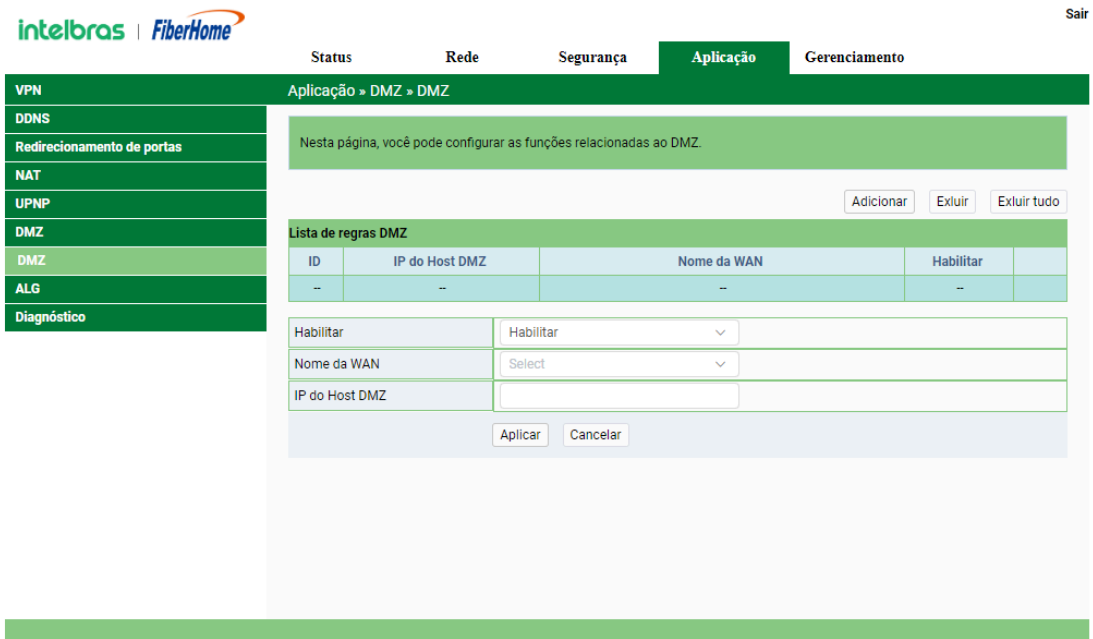 intelbras | FiberHome
Sair
Status Rede Segurança Aplicação Gerenciamento
VPN
Aplicação » DMZ » DMZ
DDNS
Redirecionamento de portas
NAT
UPNP
DMZ
DMZ
ALG
Diagnóstico
Nesta página, você pode configurar as funções relacionadas ao DMZ.
Adicionar Exluir Exluir tudo
Lista de regras DMZ
ID IP do Host DMZ Nome da WAN Habilitar
-- -- -- --
Habilitar Habilitar
Nome da WAN Select
IP do Host DMZ
Aplicar Cancelar